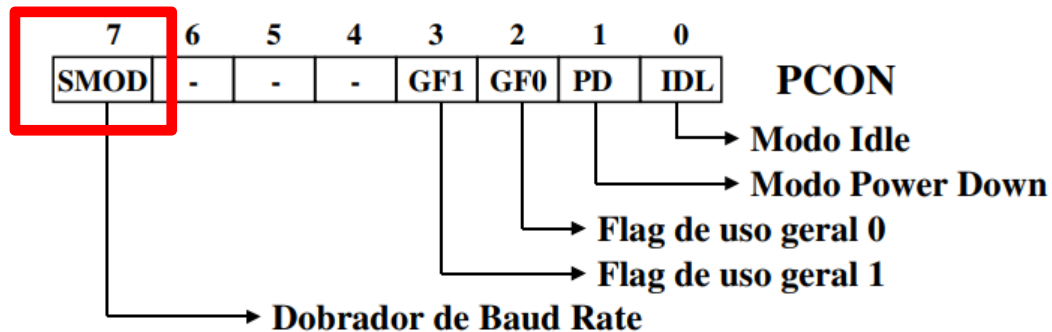 7 6 5 4 3 2 1 0
SMOD - - - GF1 GF0 PD IDL PCON
Modo Idle
Modo Power Down
Flag de uso geral 0
Flag de uso geral 1
Dobrador de Baud Rate